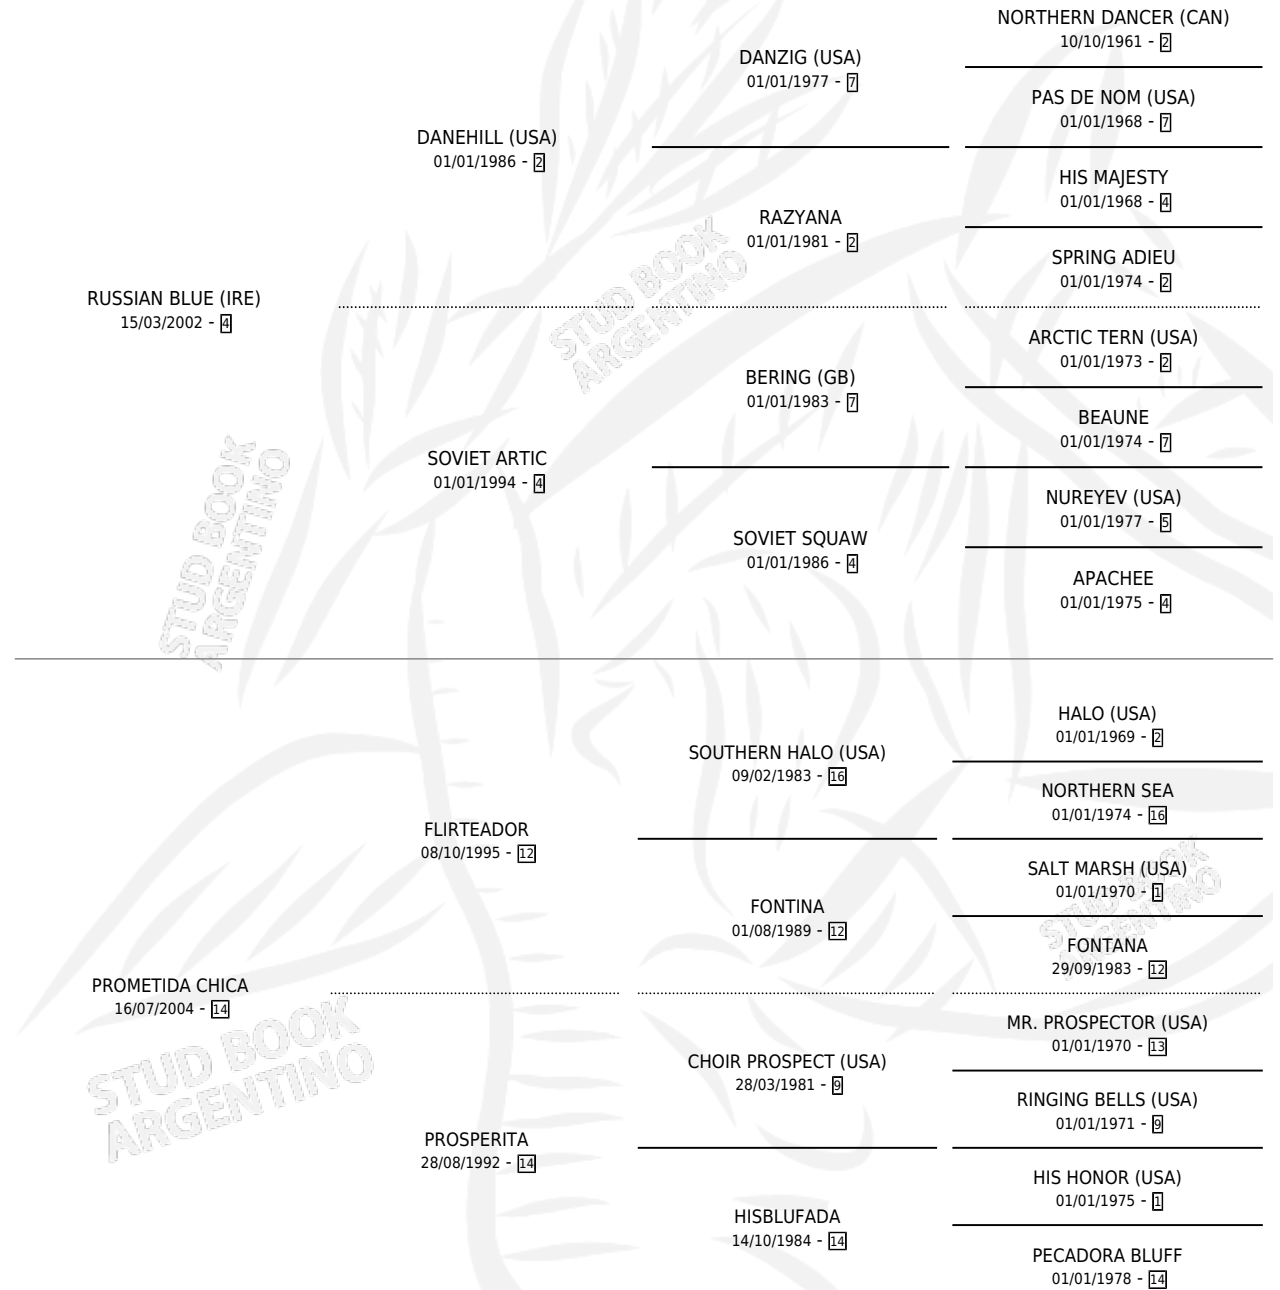 NORTHERN DANCER (CAN)
10/10/1961 - 2
DANZIG (USA)
01/01/1977 - 7
PAS DE NOM (USA)
01/01/1968 - 7
DANEHILL (USA)
01/01/1986 - 2
HIS MAJESTY
01/01/1968 - 4
RAZYANA
01/01/1981 - 2
SPRING ADIEU
01/01/1974 - 2
RUSSIAN BLUE (IRE)
15/03/2002 - 4
ARCTIC TERN (USA)
01/01/1973 - 2
BERING (GB)
01/01/1983 - 7
BEAUNE
01/01/1974 - 7
SOVIET ARTIC
01/01/1994 - 4
NUREYEV (USA)
01/01/1977 - 5
SOVIET SQUAW
01/01/1986 - 4
APACHEE
01/01/1975 - 4
HALO (USA)
01/01/1969 - 2
SOUTHERN HALO (USA)
09/02/1983 - 16
NORTHERN SEA
01/01/1974 - 16
FLIRTEADOR
08/10/1995 - 12
SALT MARSH (USA)
01/01/1970 - 1
FONTINA
01/08/1989 - 12
FONTANA
29/09/1983 - 12
PROMETIDA CHICA
16/07/2004 - 14
MR. PROSPECTOR (USA)
01/01/1970 - 13
CHOIR PROSPECT (USA)
28/03/1981 - 9
RINGING BELLS (USA)
01/01/1971 - 9
PROSPERITA
28/08/1992 - 14
HIS HONOR (USA)
01/01/1975 - 1
HISBLUFADA
14/10/1984 - 14
PECADORA BLUFF
01/01/1978 - 14
STUD BOOK
ARGENTINO
STUD BOOK
ARGENTINO
STUD BOOK
ARGENTINO
STUD BOOK
ARGENTINO